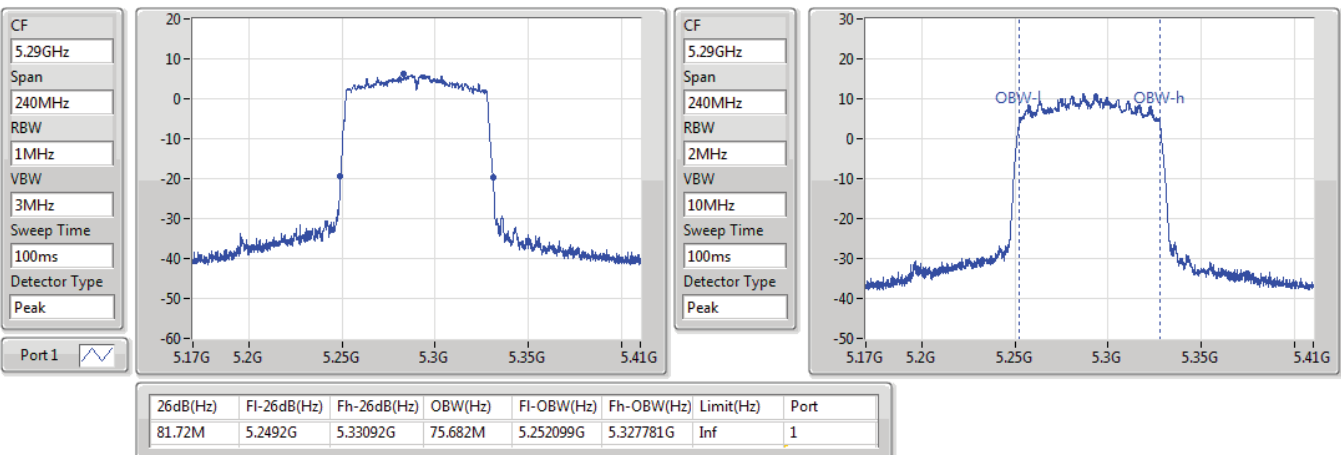 CF
5.29GHz
Span
240MHz
RBW
1MHz
VBW
3MHz
Sweep Time
100ms
Detector Type
Peak
Port 1
20
10
0
-10
-20
-30
-40
-50
-60
5.17G 5.2G 5.25G 5.3G 5.35G 5.41G
CF
5.29GHz
Span
240MHz
RBW
2MHz
VBW
10MHz
Sweep Time
100ms
Detector Type
Peak
30
20
10
0
-10
-20
-30
-40
-50
OBW-l OBW-h
5.17G 5.2G 5.25G 5.3G 5.35G 5.41G
26dB(Hz) Fl-26dB(Hz) Fh-26dB(Hz) OBW(Hz) Fl-OBW(Hz) Fh-OBW(Hz) Limit(Hz) Port
81.72M 5.2492G 5.33092G 75.682M 5.252099G 5.327781G Inf 1